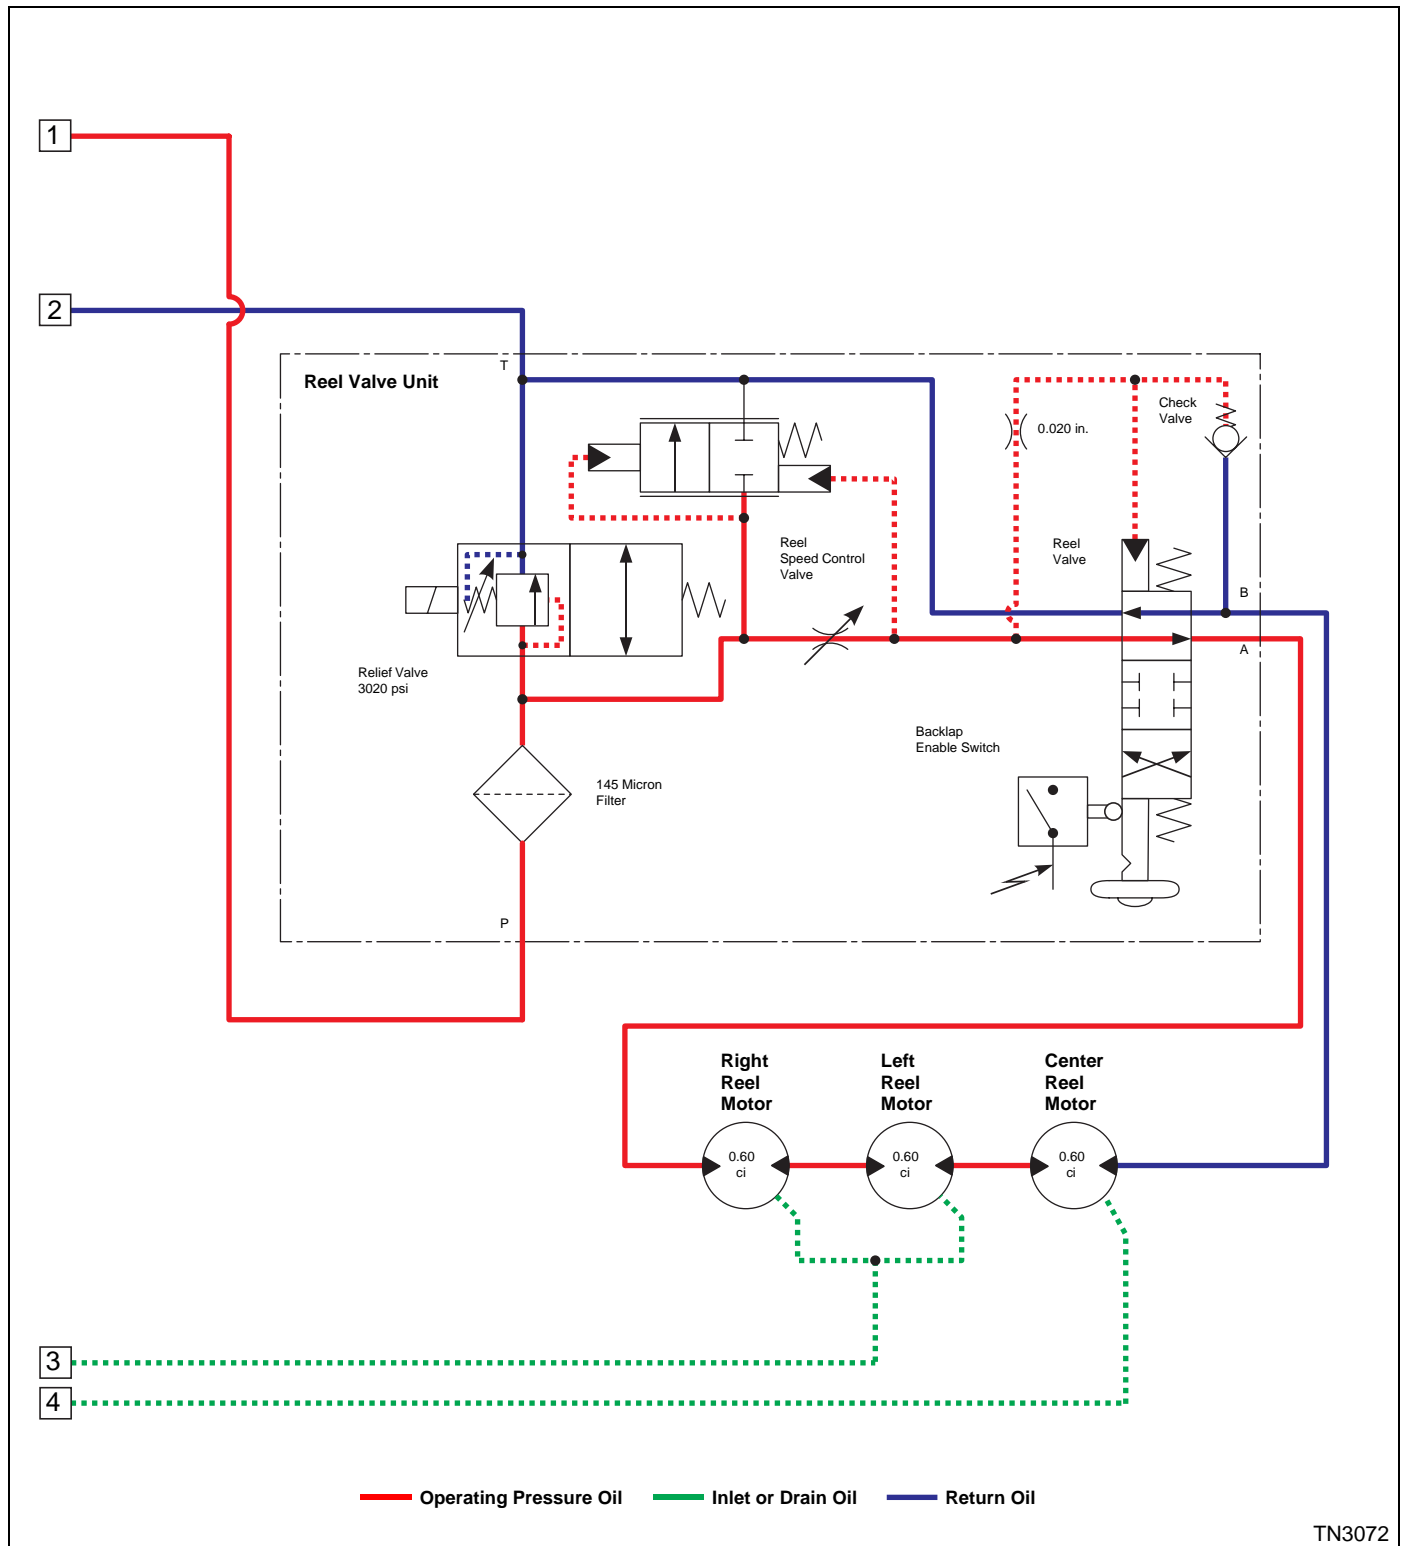 1
2
T
Reel Valve Unit
Check
Valve
0.020 in.
Reel
Speed Control
Valve
Reel
Valve
B
A
Relief Valve
3020 psi
Backlap
Enable Switch
145 Micron
Filter
P
Right
Reel
Motor
Left
Reel
Motor
Center
Reel
Motor
0.60
ci
0.60
ci
0.60
ci
3
4
Operating Pressure Oil
Inlet or Drain Oil
Return Oil
TN3072